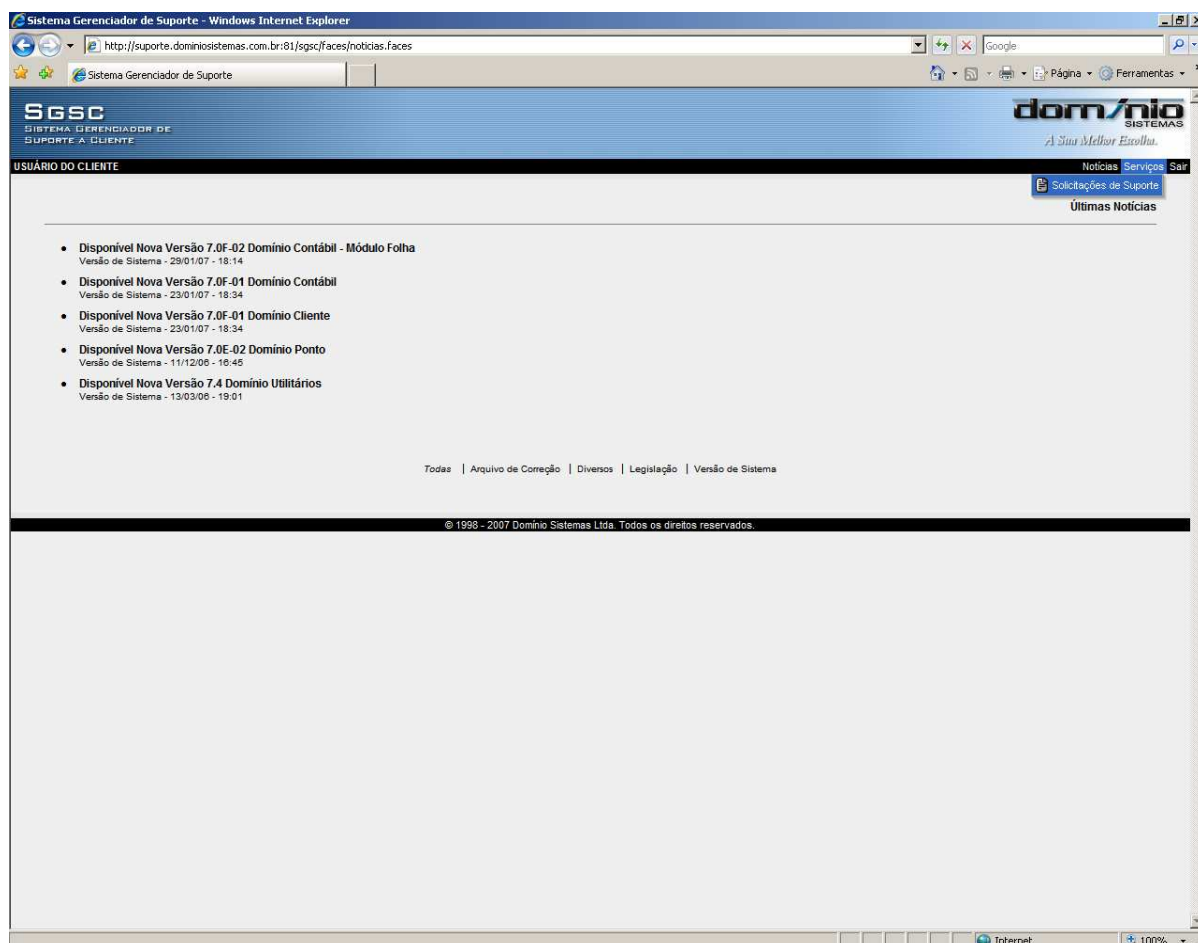 Sistema Gerenciador de Suporte - Windows Internet Explorer
http://suporte.dominiosistemas.com.br:81/sgsc/faces/noticias.faces
Google
Sistema Gerenciador de Suporte
Página
Ferramentas
SGSC
SISTEMA GERENCIADOR DE
SUPORTE A CLIENTE
domínio
SISTEMAS
A Sua Melhor Escolha.
USUÁRIO DO CLIENTE
Notícias Serviços Sair
Solicitações de Suporte
Últimas Notícias
Disponível Nova Versão 7.0F-02 Domínio Contábil - Módulo Folha
Versão de Sistema - 29/01/07 - 18:14
Disponível Nova Versão 7.0F-01 Domínio Contábil
Versão de Sistema - 23/01/07 - 18:34
Disponível Nova Versão 7.0F-01 Domínio Cliente
Versão de Sistema - 23/01/07 - 18:34
Disponível Nova Versão 7.0E-02 Domínio Ponto
Versão de Sistema - 11/12/06 - 16:45
Disponível Nova Versão 7.4 Domínio Utilitários
Versão de Sistema - 13/03/06 - 19:01
Todas | Arquivo de Correção | Diversos | Legislação | Versão de Sistema
© 1998 - 2007 Domínio Sistemas Ltda. Todos os direitos reservados.
Internet
100%